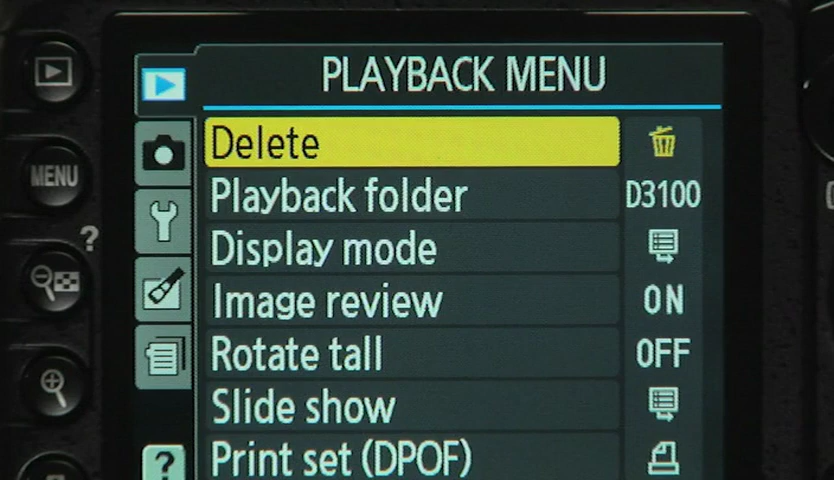 PLAYBACK MENU
Delete
Playback folder D3100
MENU
Display mode
?
Image review ON
Rotate tall OFF
Slide show
? Print set (DPOF)